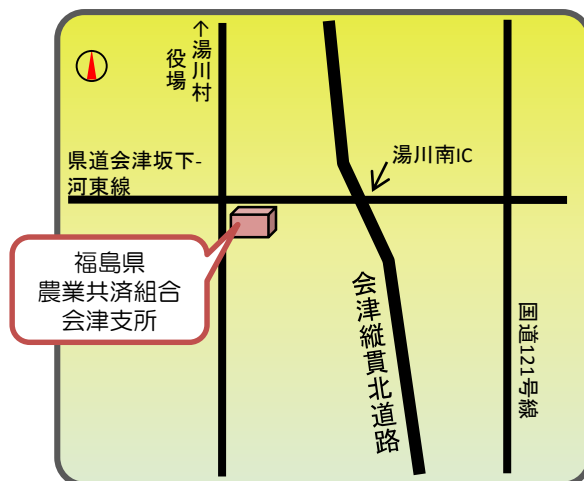 ↑湯川村
役場
県道会津坂下-
河東線
湯川南IC
福島県
農業共済組合
会津支所
会津縦貫北道路
国道121号線